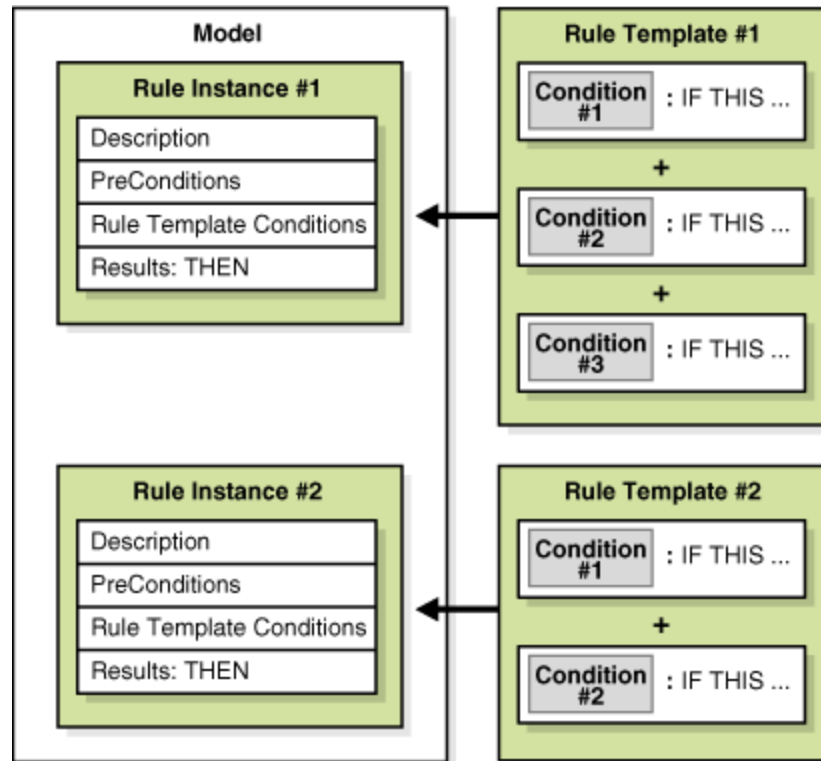 Model
Rule Instance #1
Description
PreConditions
Rule Template Conditions
Results: THEN
Rule Instance #2
Description
PreConditions
Rule Template Conditions
Results: THEN
Rule Template #1
Condition
#1
: IF THIS ...
+
Condition
#2
: IF THIS ...
+
Condition
#3
: IF THIS ...
Rule Template #2
Condition
#1
: IF THIS ...
+
Condition
#2
: IF THIS ...